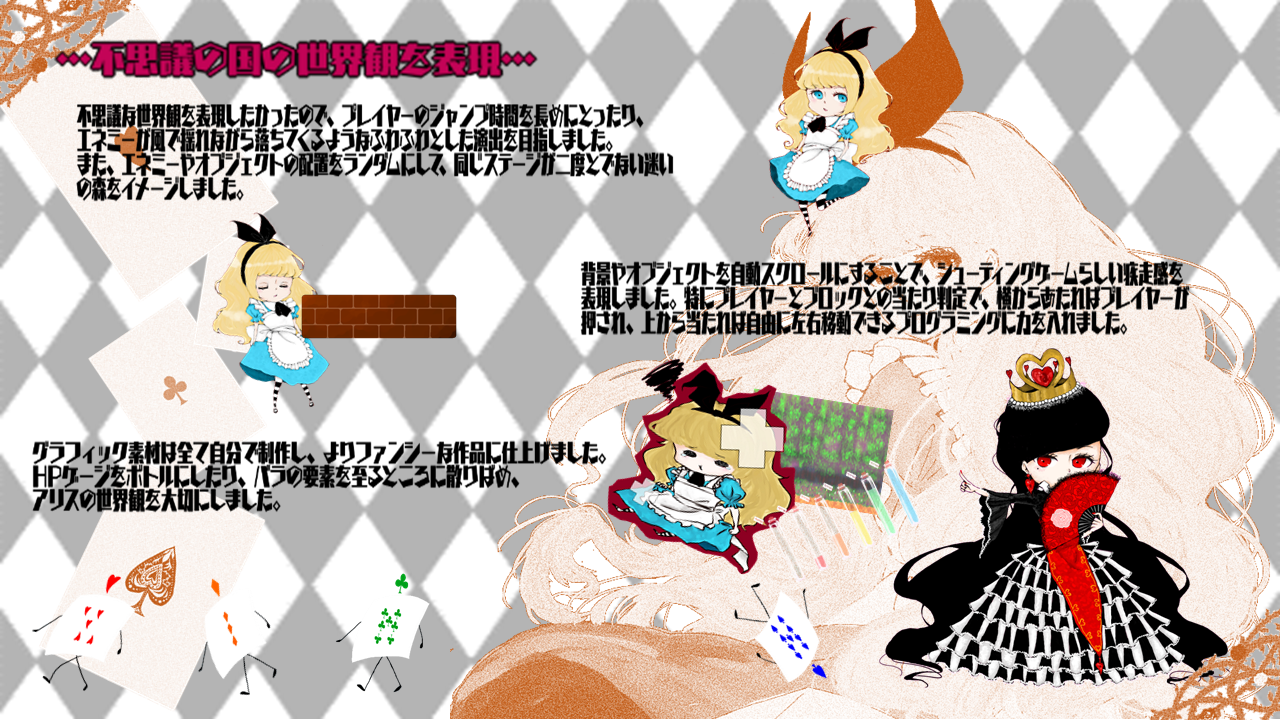 …不思議の国の世界観を表現…
不思議な世界観を表現したかったので、プレイヤーのジャンプ時間を長めにとったり、
エネミーが風で揺れながら落ちてくるようなふわふわとした演出を目指しました。
また、エネミーやオブジェクトの配置をランダムにして、同じステージが二度とでない迷い
の森をイメージしました。
背景やオブジェクトを自動スクロールにすることで、シューティングゲームらしい疾走感を
表現しました。特にプレイヤーとブロックとの当たり判定で、横からあたればプレイヤーが
押され、上から当たれば自由に左右移動できるプログラミングに力を入れました。
グラフィック素材は全て自分で制作し、よりファンシーな作品に仕上げました。
HPゲージをボトルにしたり、バラの要素を至るところに散りばめ、
アリスの世界観を大切にしました。